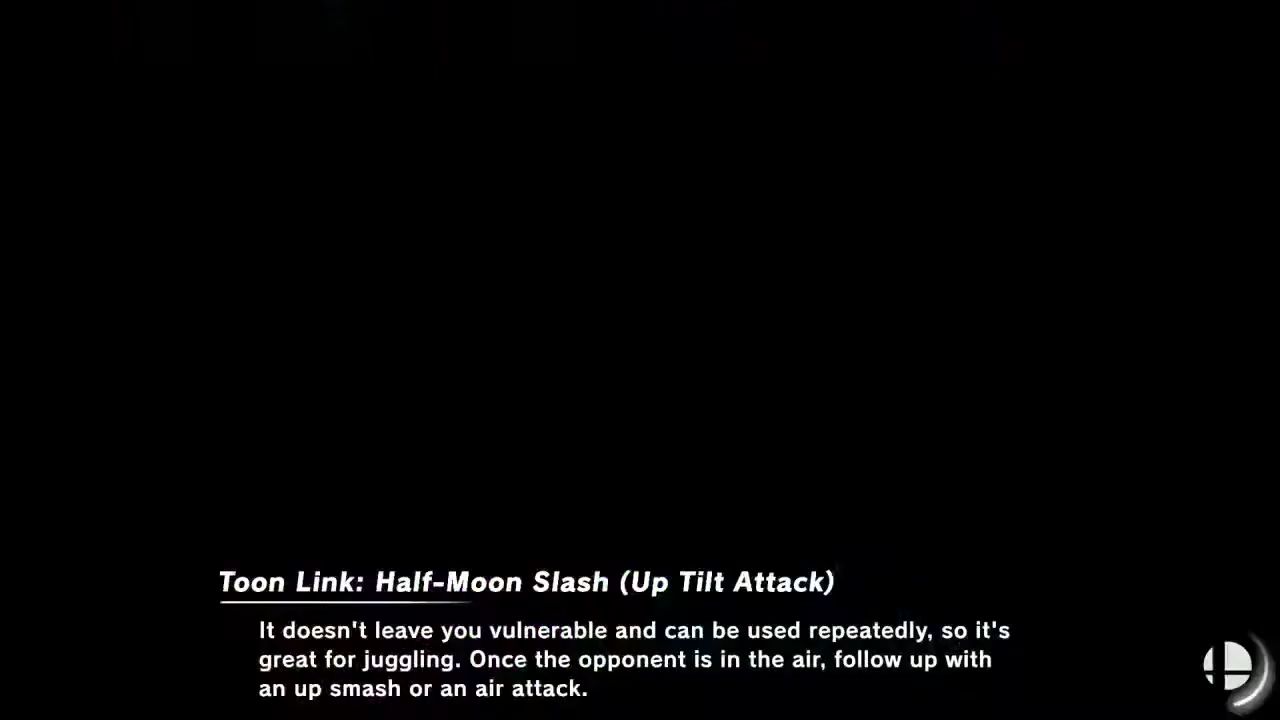 Toon Link: Half-Moon Slash (Up Tilt Attack)
It doesn't leave you vulnerable and can be used repeatedly, so it's
great for juggling. Once the opponent is in the air, follow up with
an up smash or an air attack.